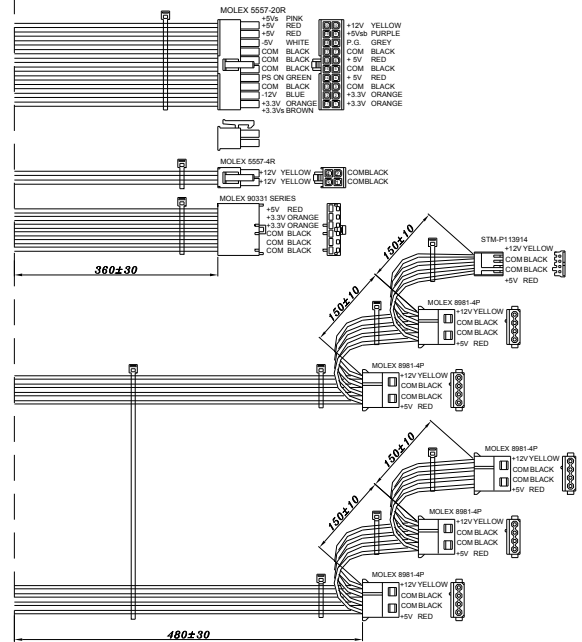 MOLEX 5557-20R
+5Vs PINK
+5V RED
+5V RED
-5V WHITE
COM BLACK
COM BLACK
COM BLACK
PS ON GREEN
COM BLACK
-12V BLUE
+3.3V ORANGE
+3.3Vs BROWN
+12V YELLOW
+5Vsb PURPLE
P.G. GREY
COM BLACK
+ 5V RED
COM BLACK
+ 5V RED
COM BLACK
+3.3V ORANGE
+3.3V ORANGE
MOLEX 5557-4R
+12V YELLOW
+12V YELLOW
COMBLACK
COMBLACK
MOLEX 90331 SERIES
+5V RED
+3.3V ORANGE
+3.3V ORANGE
COM BLACK
COM BLACK
COM BLACK
360±30
150±10
STM-P113914
+12V YELLOW
COM BLACK
COM BLACK
+5V RED
150±10
MOLEX 8981-4P
+12V YELLOW
COM BLACK
COM BLACK
+5V RED
MOLEX 8981-4P
+12V YELLOW
COM BLACK
COM BLACK
+5V RED
150±10
MOLEX 8981-4P
+12V YELLOW
COM BLACK
COM BLACK
+5V RED
150±10
MOLEX 8981-4P
+12V YELLOW
COM BLACK
COM BLACK
+5V RED
MOLEX 8981-4P
+12V YELLOW
COM BLACK
COM BLACK
+5V RED
480±30